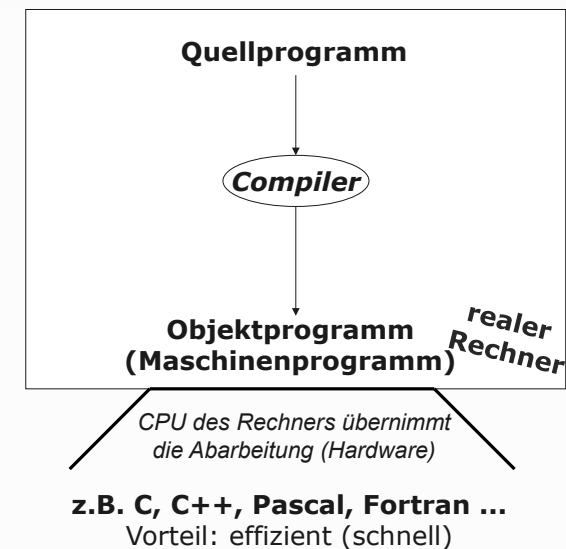 Quellprogramm
Compiler
Objektprogramm
(Maschinenprogramm)
realer
Rechner
CPU des Rechners übernimmt
die Abarbeitung (Hardware)
z.B. C, C++, Pascal, Fortran ...
Vorteil: effizient (schnell)